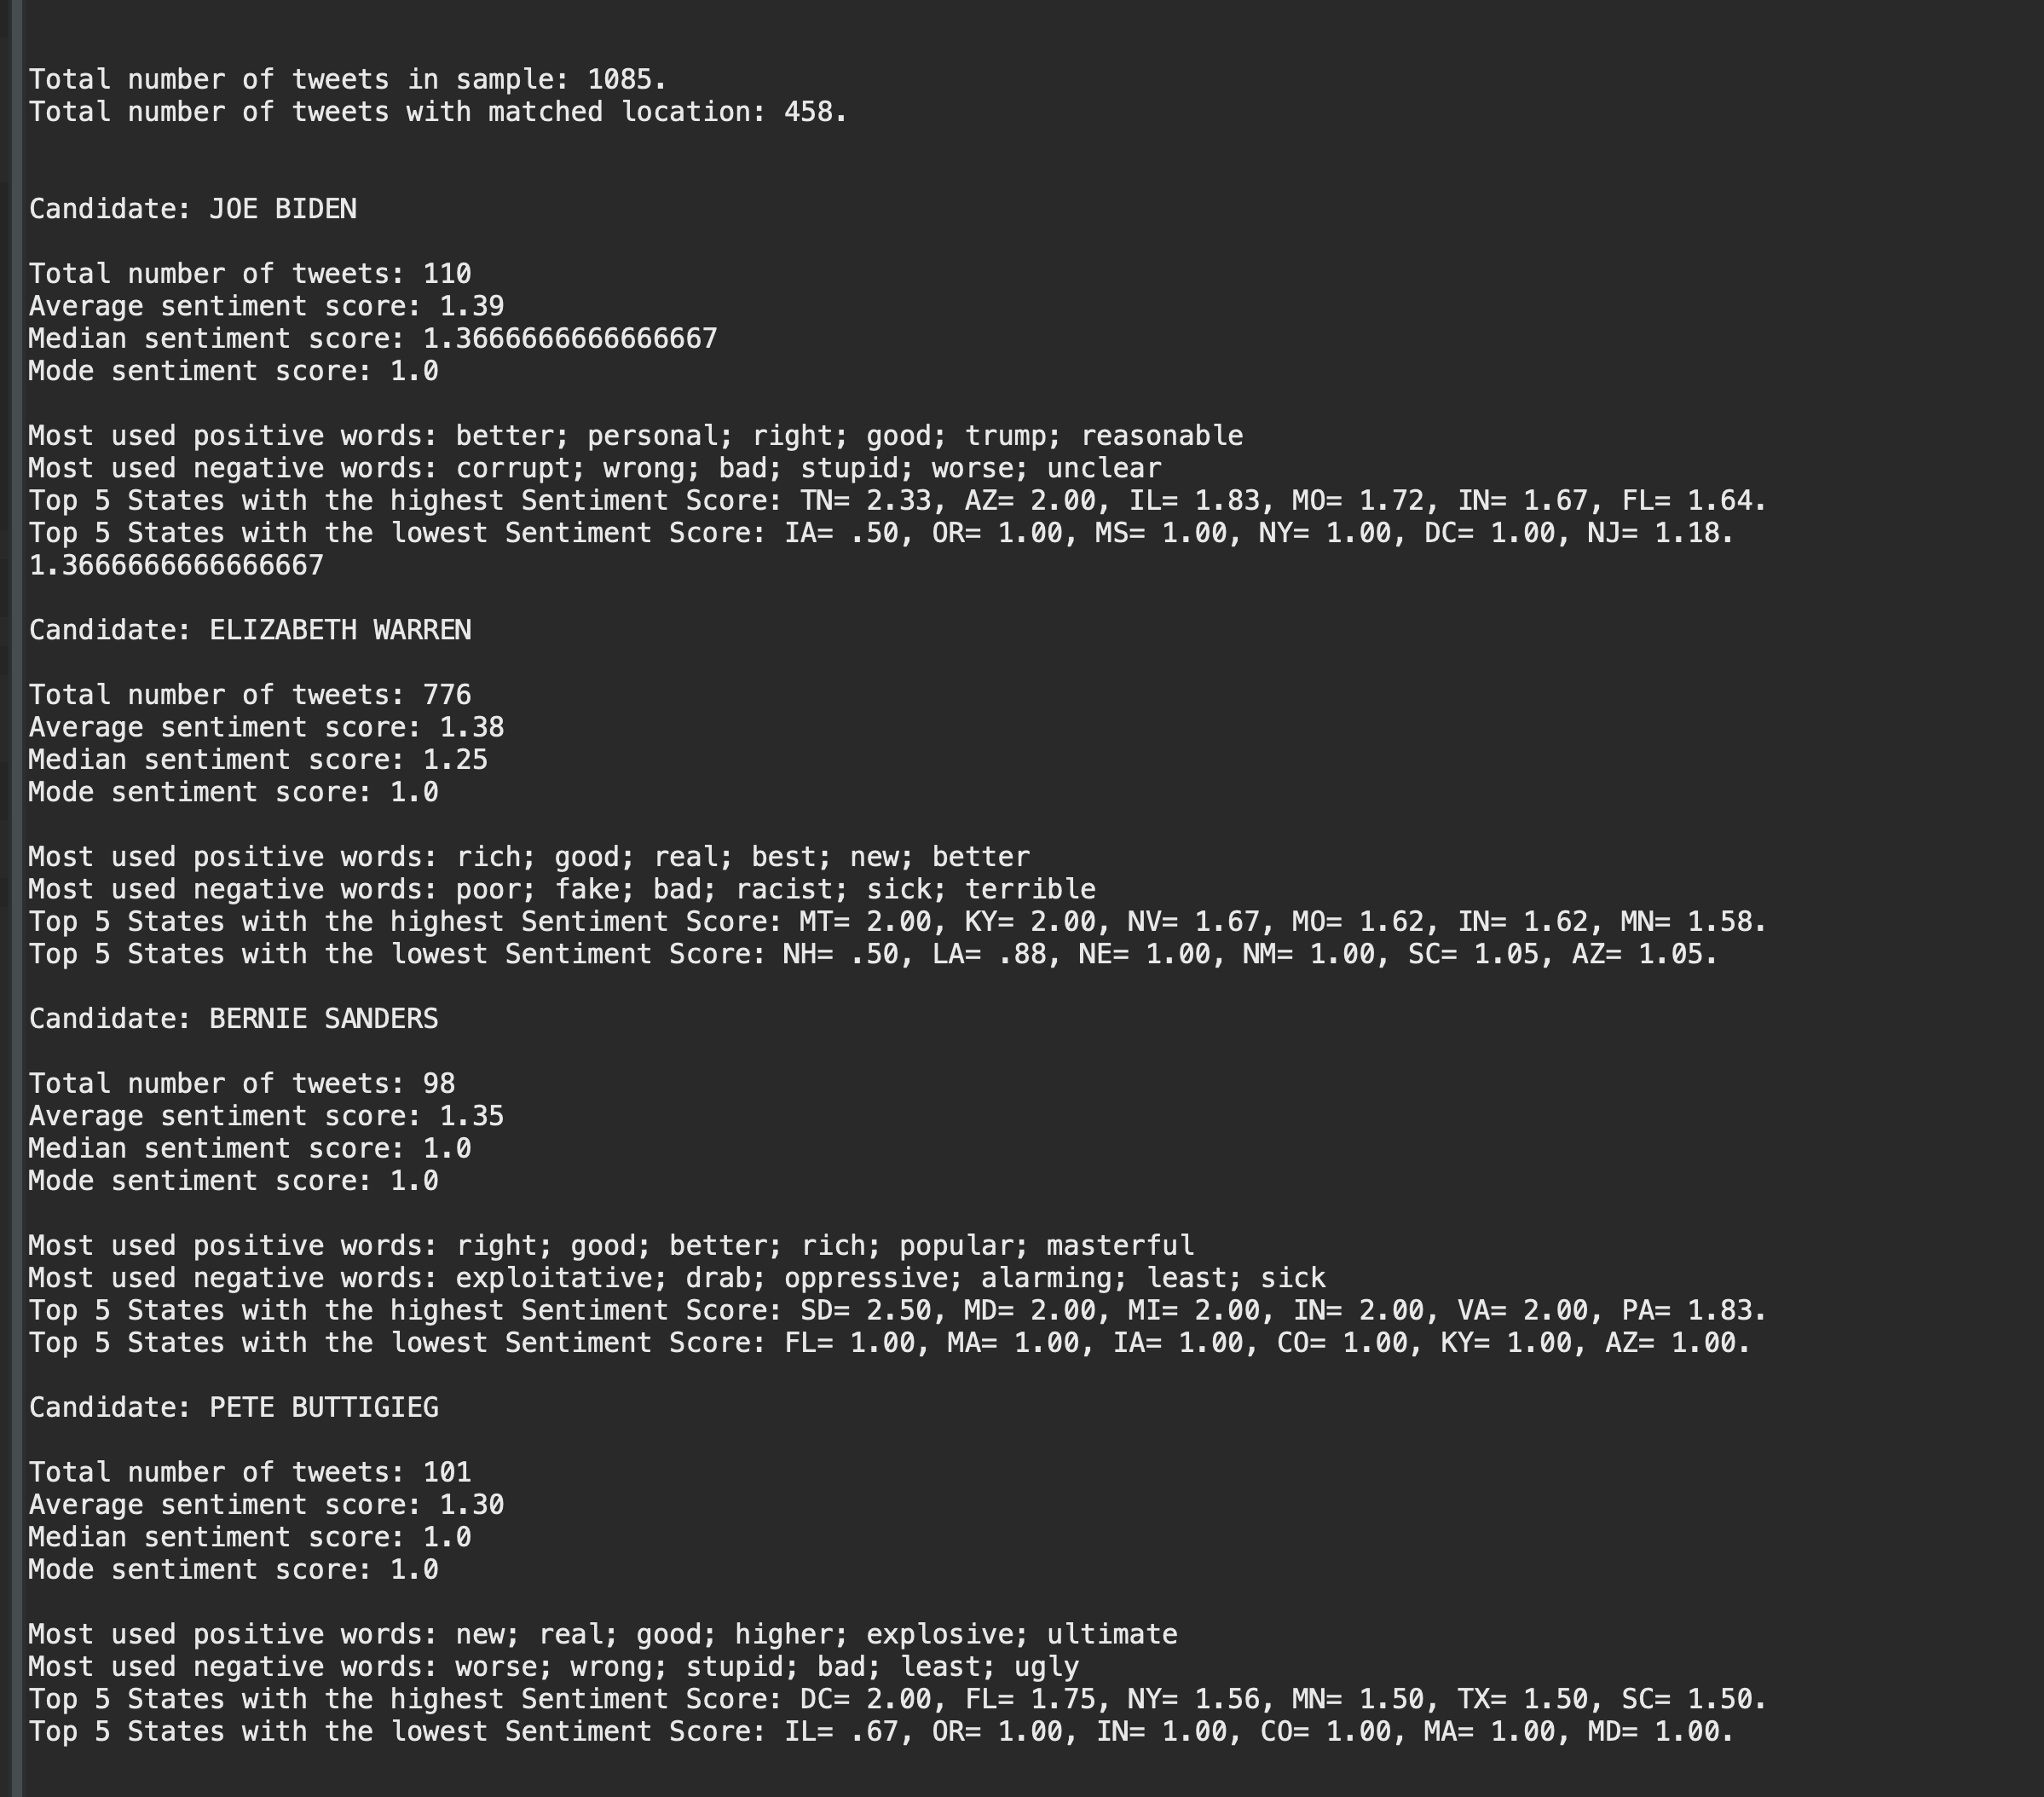 Total number of tweets in sample: 1085.
Total number of tweets with matched location: 458.
Candidate: JOE BIDEN
Total number of tweets: 110
Average sentiment score: 1.39
Median sentiment score: 1.3666666666666667
Mode sentiment score: 1.0
Most used positive words: better; personal; right; good; trump; reasonable
Most used negative words: corrupt; wrong; bad; stupid; worse; unclear
Top 5 States with the highest Sentiment Score: TN= 2.33, AZ= 2.00, IL= 1.83, MO= 1.72, IN= 1.67, FL= 1.64.
Top 5 States with the lowest Sentiment Score: IA= .50, OR= 1.00, MS= 1.00, NY= 1.00, DC= 1.00, NJ= 1.18.
1.3666666666666667
Candidate: ELIZABETH WARREN
Total number of tweets: 776
Average sentiment score: 1.38
Median sentiment score: 1.25
Mode sentiment score: 1.0
Most used positive words: rich; good; real; best; new; better
Most used negative words: poor; fake; bad; racist; sick; terrible
Top 5 States with the highest Sentiment Score: MT= 2.00, KY= 2.00, NV= 1.67, MO= 1.62, IN= 1.62, MN= 1.58.
Top 5 States with the lowest Sentiment Score: NH= .50, LA= .88, NE= 1.00, NM= 1.00, SC= 1.05, AZ= 1.05.
Candidate: BERNIE SANDERS
Total number of tweets: 98
Average sentiment score: 1.35
Median sentiment score: 1.0
Mode sentiment score: 1.0
Most used positive words: right; good; better; rich; popular; masterful
Most used negative words: exploitative; drab; oppressive; alarming; least; sick
Top 5 States with the highest Sentiment Score: SD= 2.50, MD= 2.00, MI= 2.00, IN= 2.00, VA= 2.00, PA= 1.83.
Top 5 States with the lowest Sentiment Score: FL= 1.00, MA= 1.00, IA= 1.00, CO= 1.00, KY= 1.00, AZ= 1.00.
Candidate: PETE BUTTIGIEG
Total number of tweets: 101
Average sentiment score: 1.30
Median sentiment score: 1.0
Mode sentiment score: 1.0
Most used positive words: new; real; good; higher; explosive; ultimate
Most used negative words: worse; wrong; stupid; bad; least; ugly
Top 5 States with the highest Sentiment Score: DC= 2.00, FL= 1.75, NY= 1.56, MN= 1.50, TX= 1.50, SC= 1.50.
Top 5 States with the lowest Sentiment Score: IL= .67, OR= 1.00, IN= 1.00, CO= 1.00, MA= 1.00, MD= 1.00.